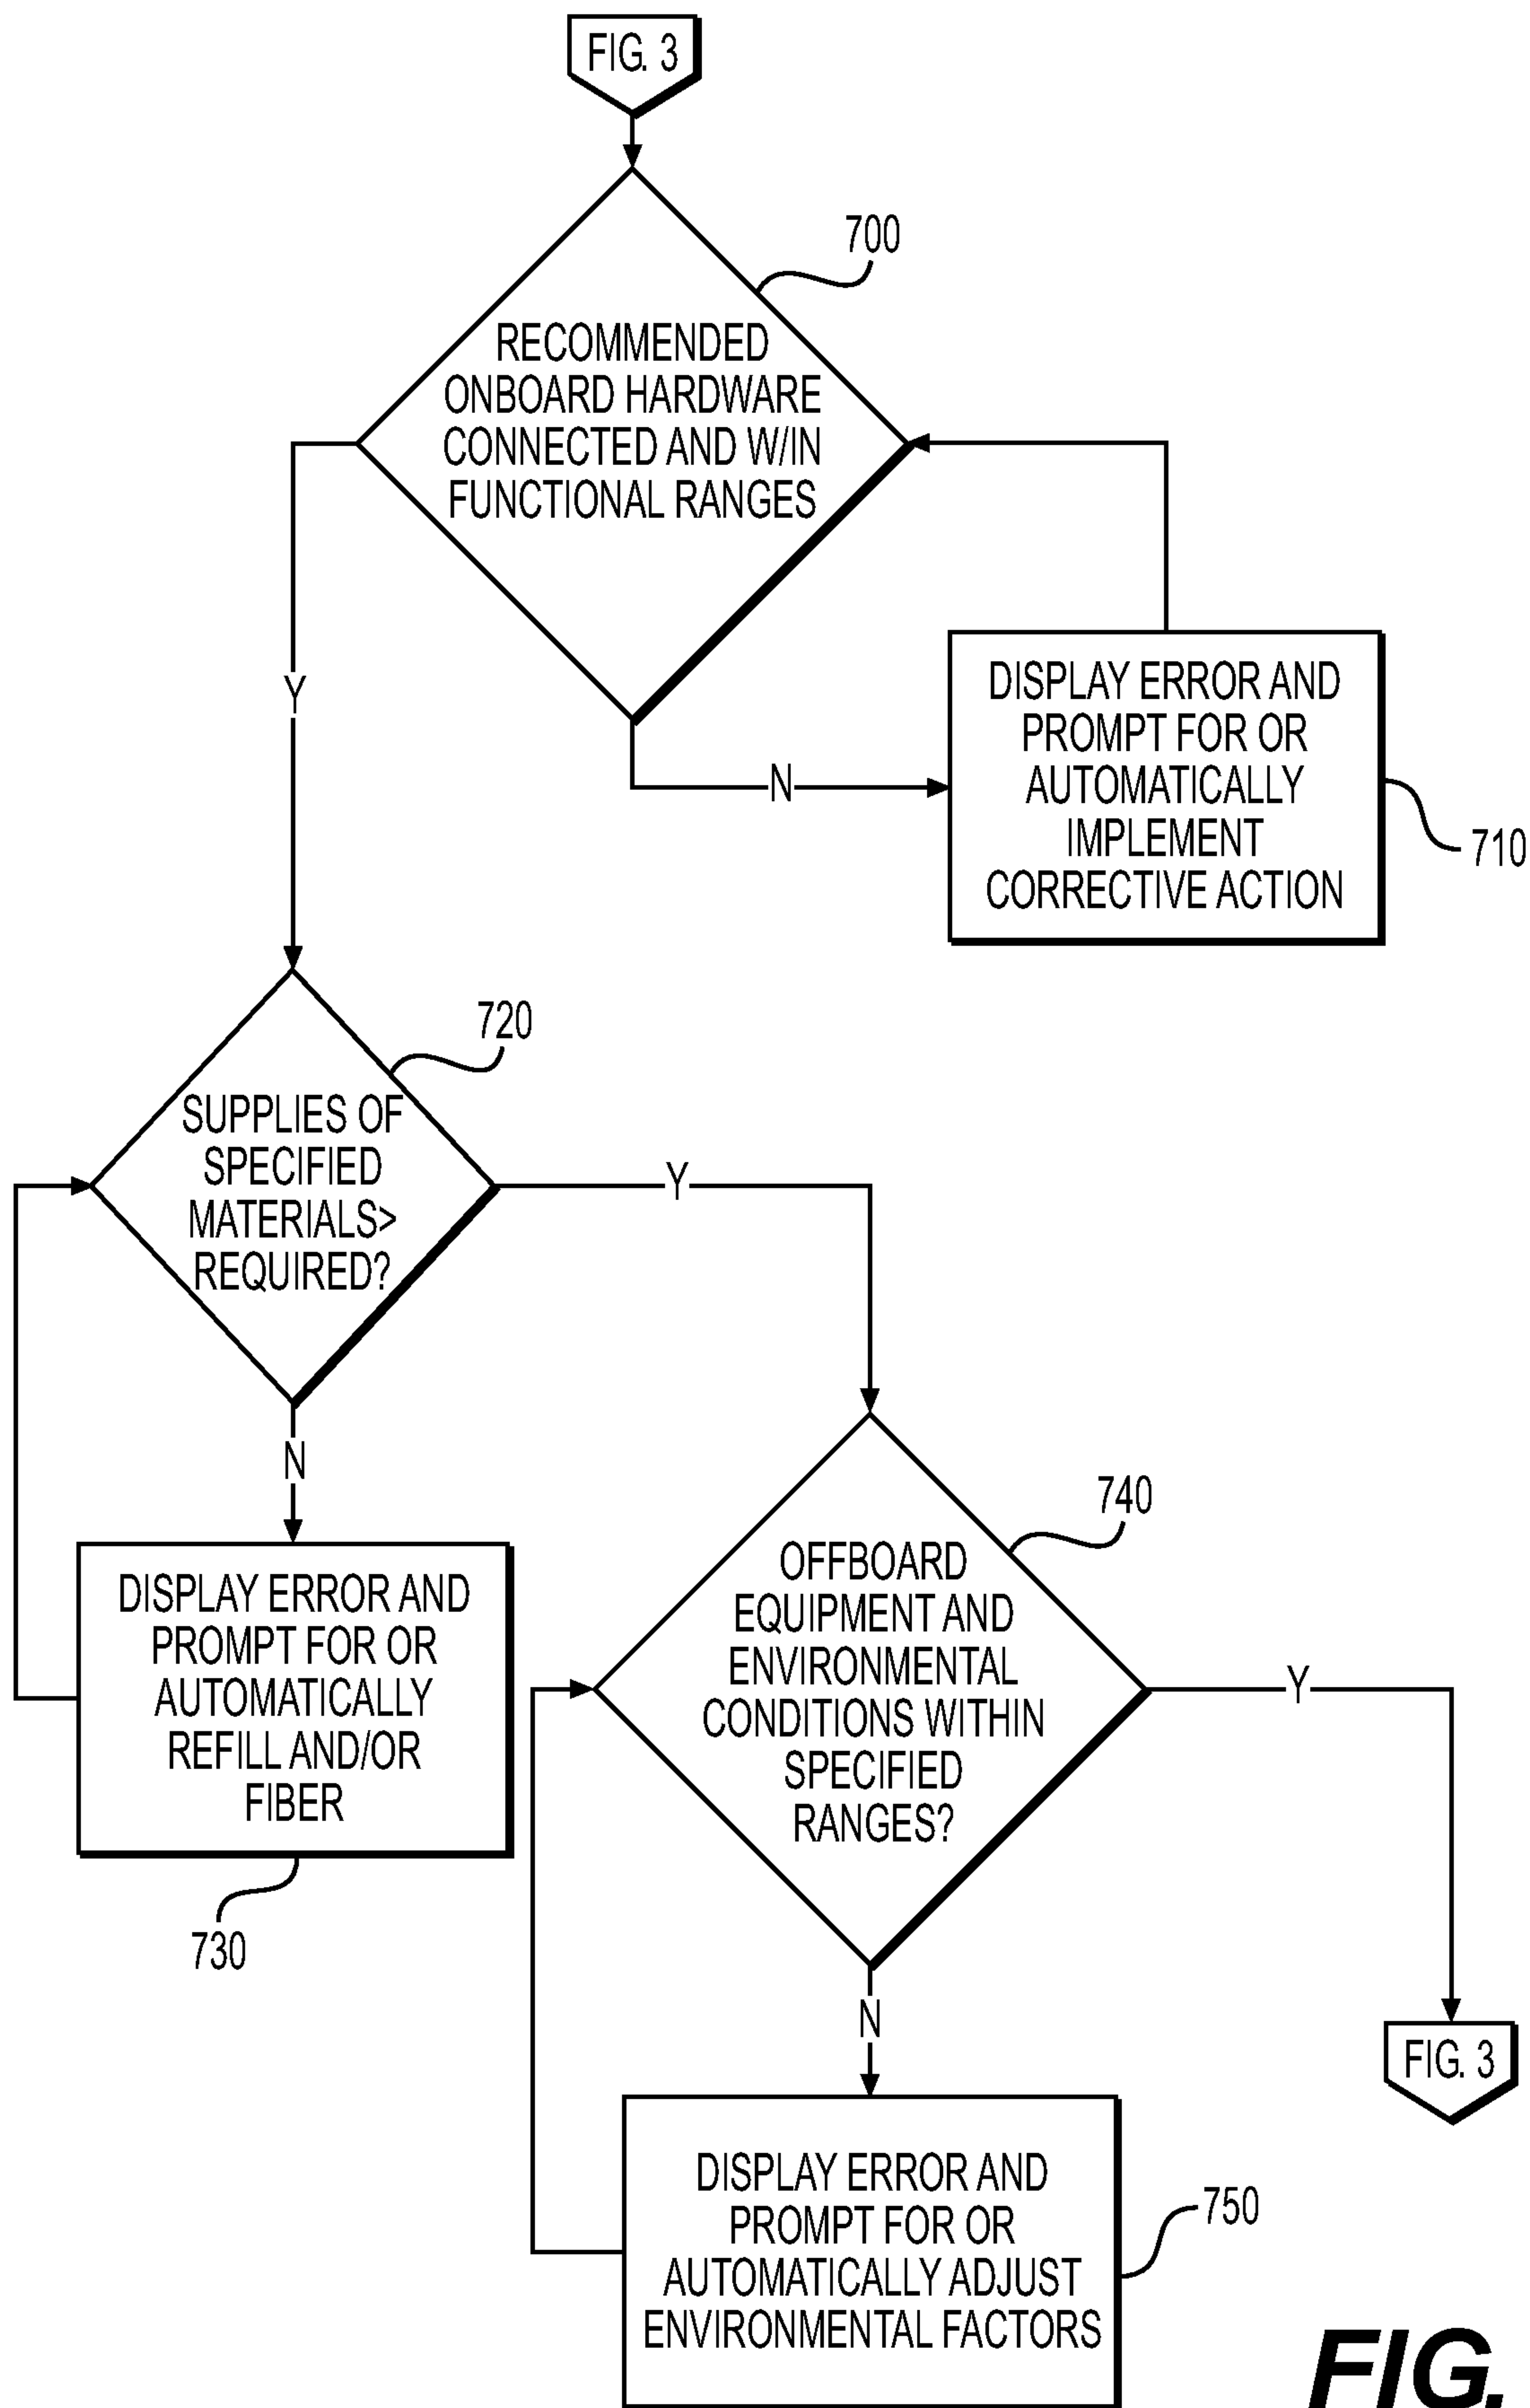 FIG. 3
700
RECOMMENDED
ONBOARD HARDWARE
CONNECTED AND W/IN
FUNCTIONAL RANGES
Y
N
DISPLAY ERROR AND
PROMPT FOR OR
AUTOMATICALLY
IMPLEMENT
CORRECTIVE ACTION
710
720
SUPPLIES OF
SPECIFIED
MATERIALS>
REQUIRED?
Y
N
DISPLAY ERROR AND
PROMPT FOR OR
AUTOMATICALLY
REFILL AND/OR
FIBER
730
740
OFFBOARD
EQUIPMENT AND
ENVIRONMENTAL
CONDITIONS WITHIN
SPECIFIED
RANGES?
Y
N
FIG. 3
DISPLAY ERROR AND
PROMPT FOR OR
AUTOMATICALLY ADJUST
ENVIRONMENTAL FACTORS
750
FIG.